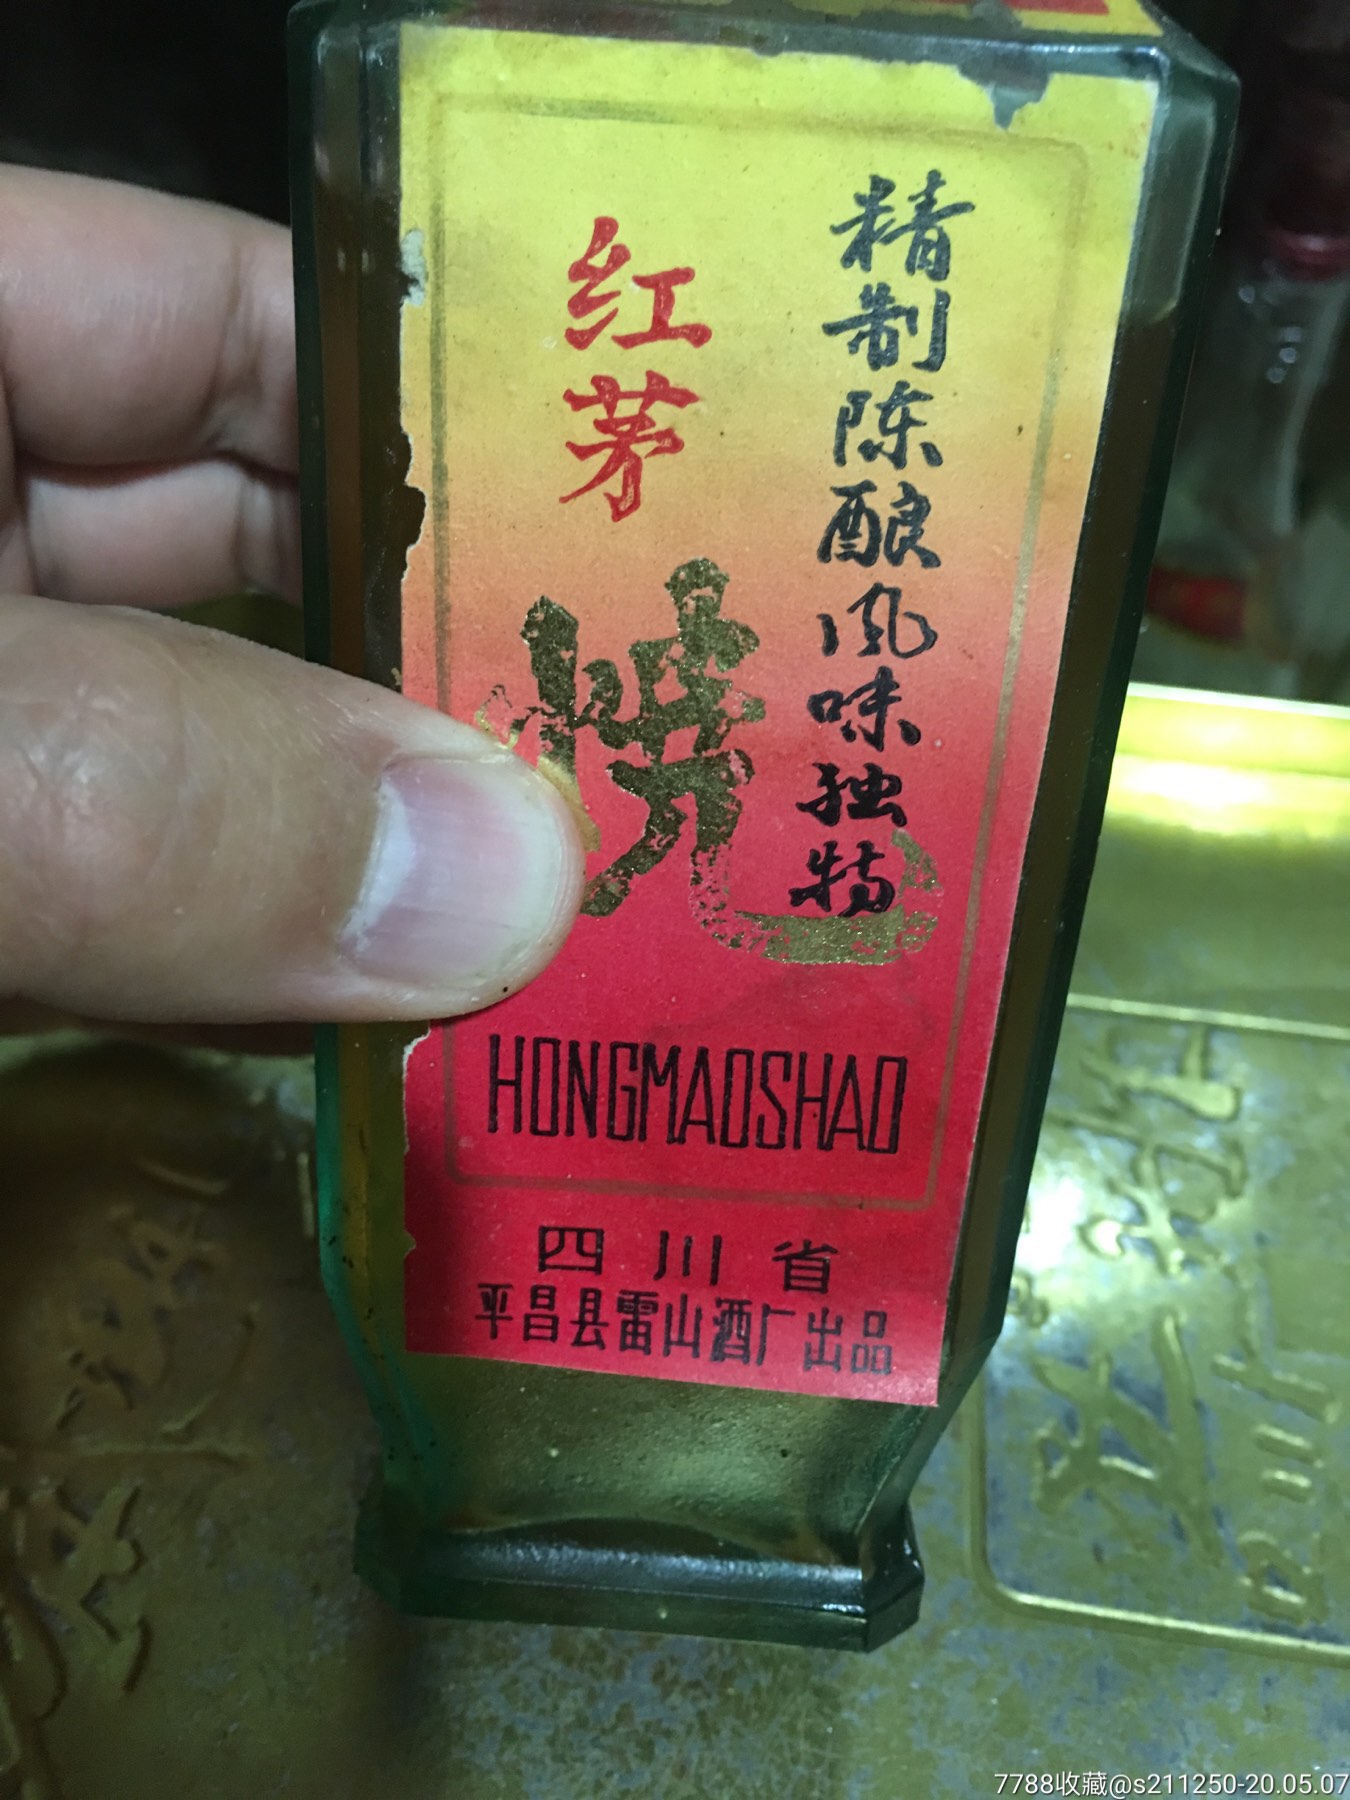 精制陈酿风味独特
红茅
烧
HONGMAOSHAO
四川省
平昌县雷山酒厂出品
7788收藏@s211250-20.05.07